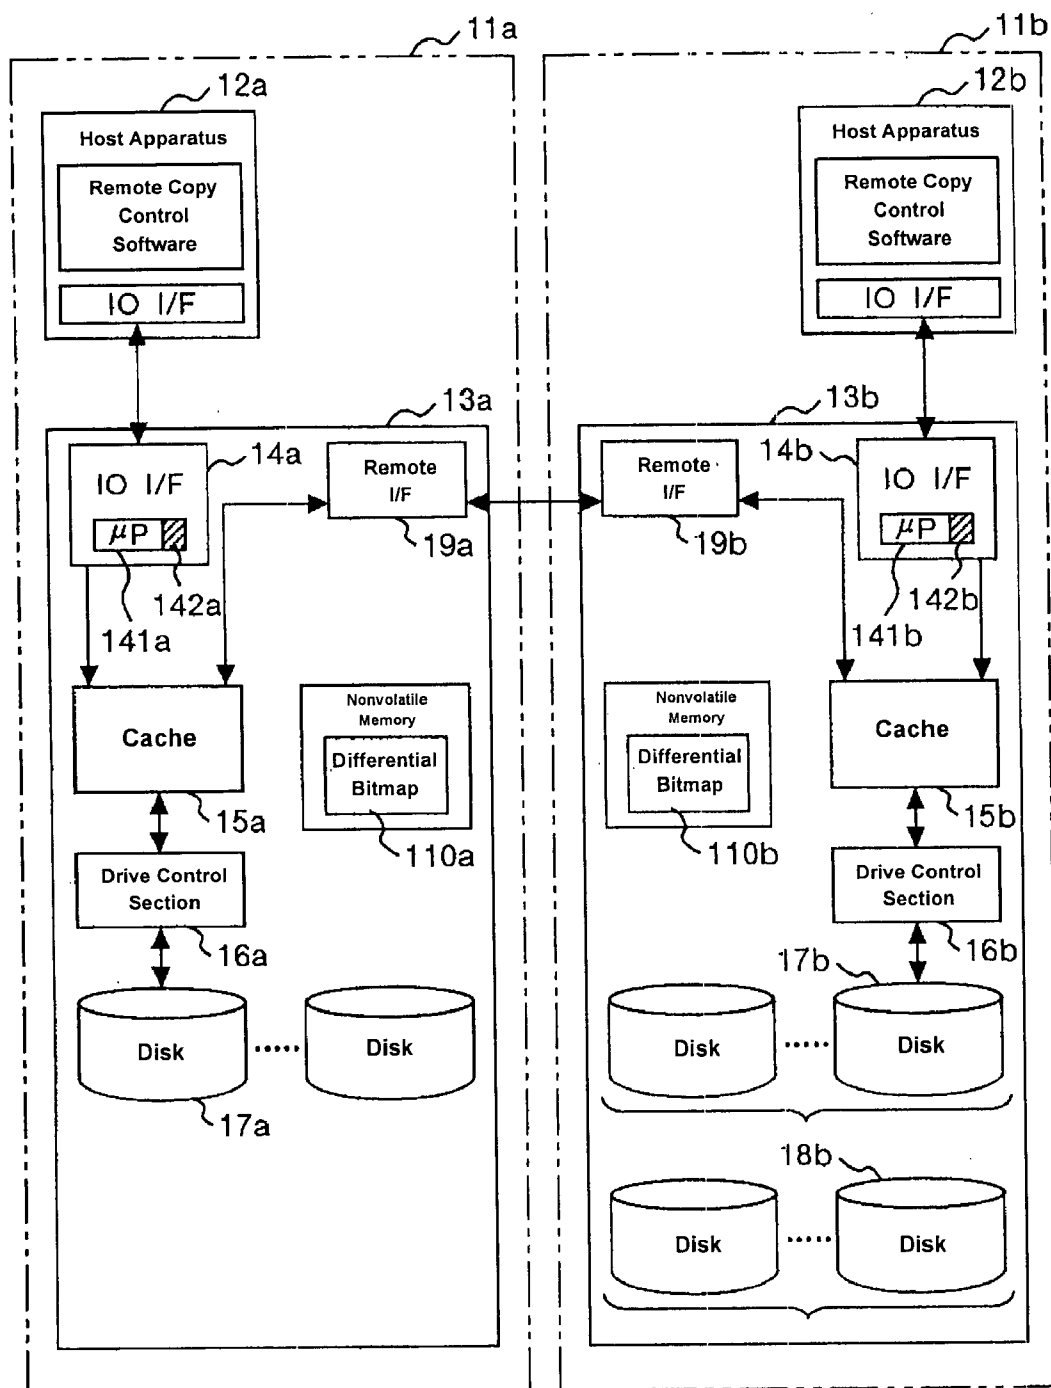 11a
12a
Host Apparatus
Remote Copy
Control
Software
IO I/F
13a
14a
IO I/F
μP
142a
141a
Remote
I/F
19a
Cache
15a
Nonvolatile
Memory
Differential
Bitmap
110a
Drive Control
Section
16a
Disk
Disk
17a
11b
12b
Host Apparatus
Remote Copy
Control
Software
IO I/F
13b
Remote
I/F
19b
14b
IO I/F
μP
142b
141b
Nonvolatile
Memory
Differential
Bitmap
110b
Cache
15b
Drive Control
Section
16b
17b
Disk
Disk
18b
Disk
Disk